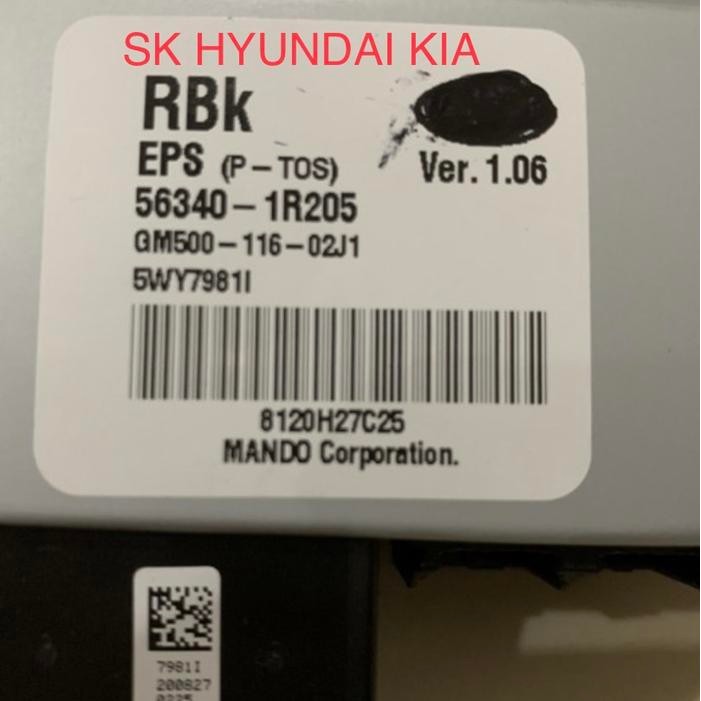 SK HYUNDAI KIA
RBk
EPS (P-TOS) Ver. 1.06
56340-1R205
GM500-116-02J1
5WY7981I
8120H27C25
MANDO Corporation.
7981I
200827
0225